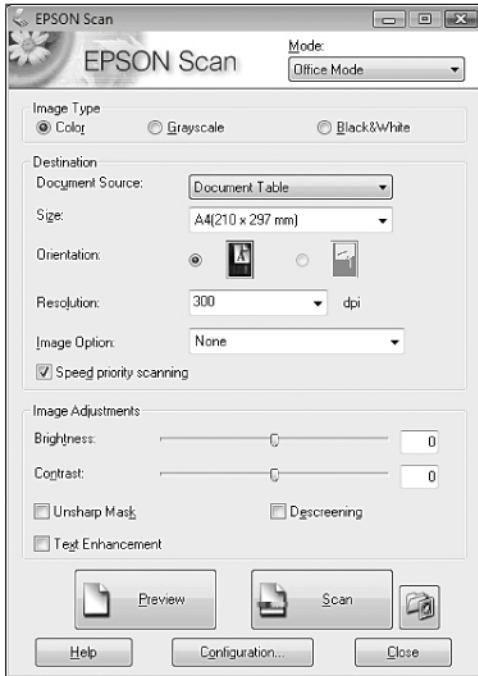 EPSON Scan
EPSON Scan
Mode:
Office Mode
Image Type
Color Grayscale Black&White
Destination
Document Source: Document Table
Size: A4(210 x 297 mm)
Orientation:
Resolution: 300 dpi
Image Option: None
Speed priority scanning
Image Adjustments
Brightness: 0
Contrast: 0
Unsharp Mask Descreening
Text Enhancement
Preview Scan
Help Configuration... Close